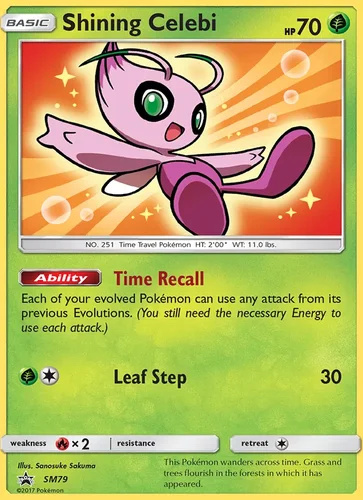 BASIC Shining Celebi HP70
NO. 251 Time Travel Pokémon HT: 2'00" WT: 11.0 lbs.
Ability Time Recall
Each of your evolved Pokémon can use any attack from its
previous Evolutions. (You still need the necessary Energy to
use each attack.)
Leaf Step 30
weakness ×2 resistance retreat
Illus. Sanosuke Sakuma
SM79
©2017 Pokémon
PROMO
This Pokémon wanders across time. Grass and
trees flourish in the forests in which it has
appeared.